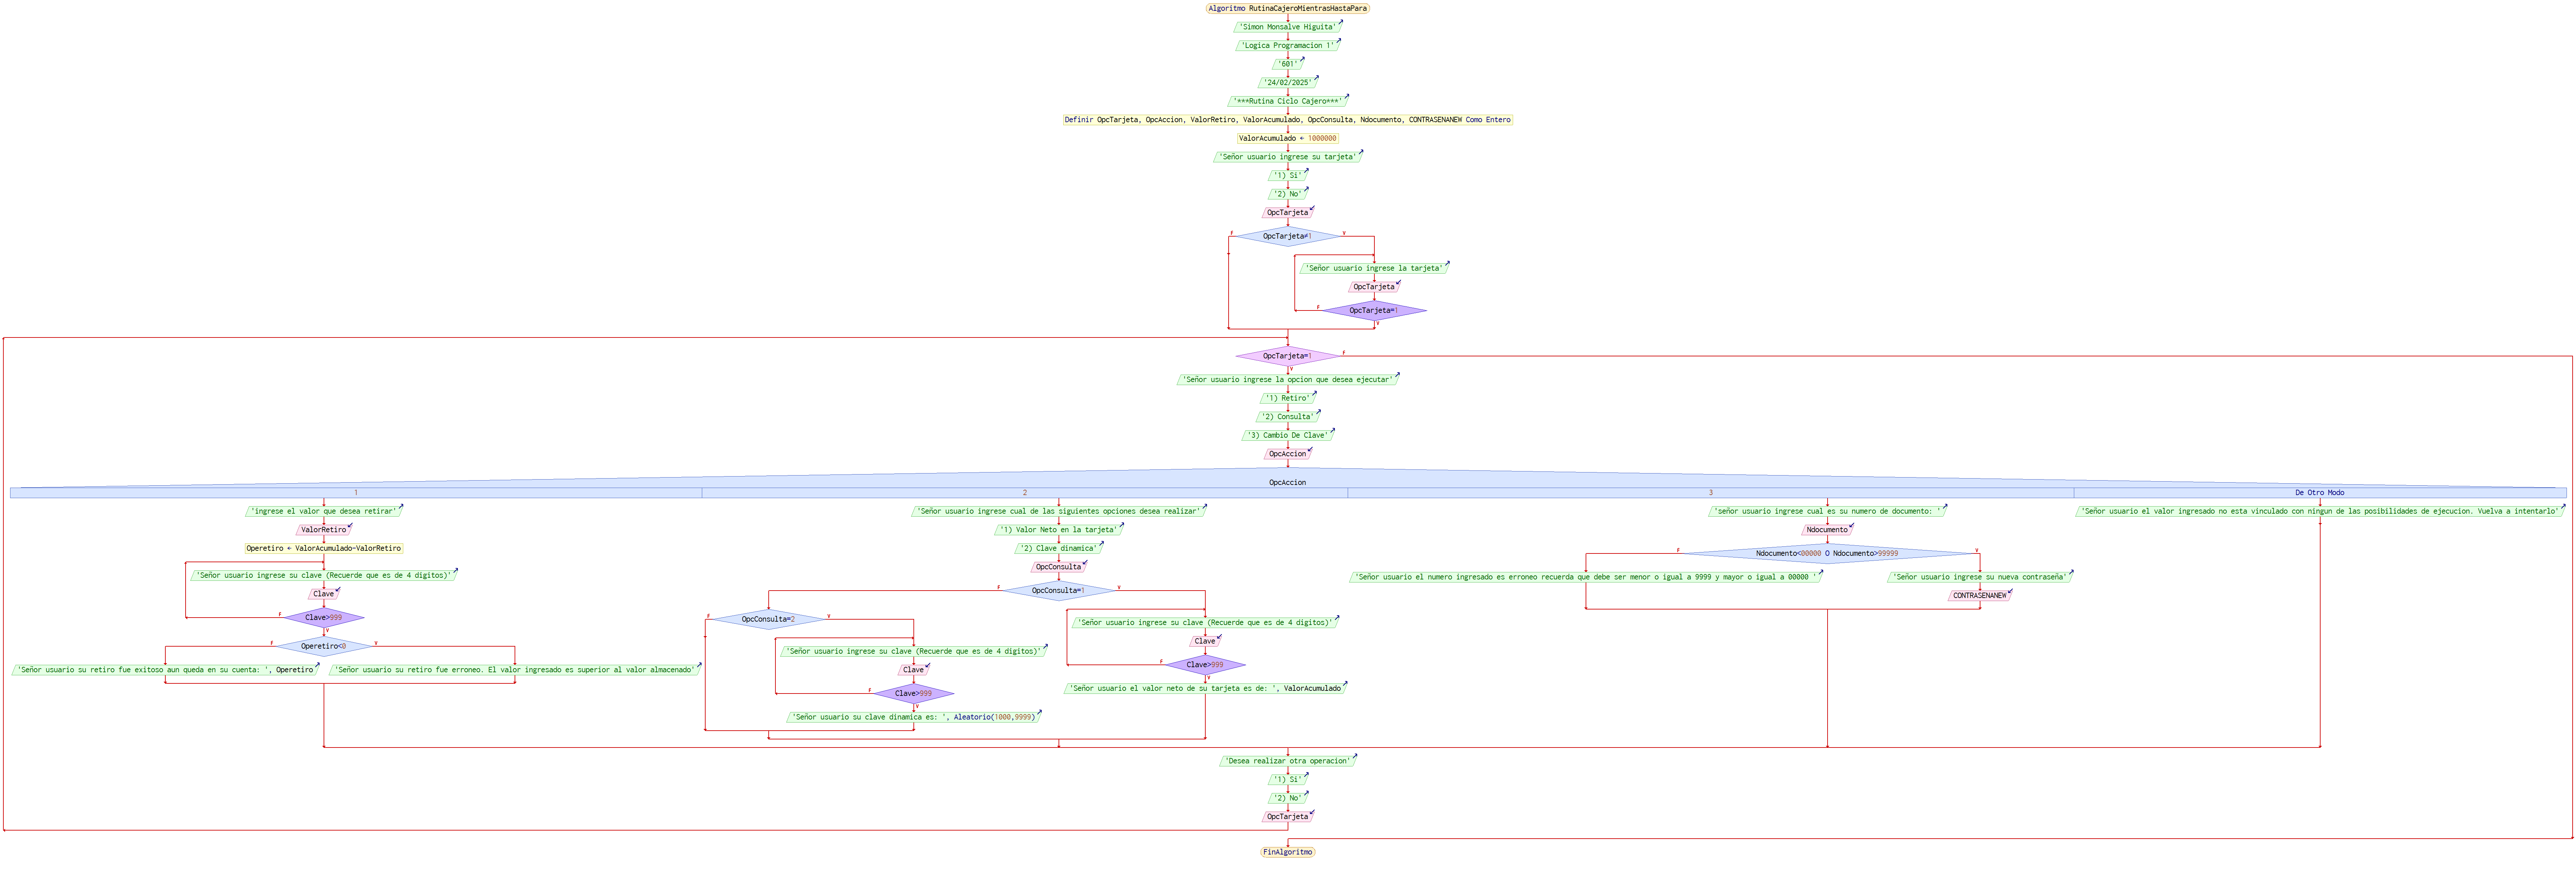 Algoritmo RutinaCajeroMientrasHastaPara
'Simon Monsalve Higuita'
'Logica Programacion 1'
'601'
'24/02/2025'
'***Rutina Ciclo Cajero***'
Definir OpcTarjeta, OpcAccion, ValorRetiro, ValorAcumulado, OpcConsulta, Ndocumento, CONTRASENANEW Como Entero
ValorAcumulado ← 1000000
'Señor usuario ingrese su tarjeta'
'1) Si'
'2) No'
OpcTarjeta
OpcTarjeta≠1
F
V
'Señor usuario ingrese la tarjeta'
OpcTarjeta
OpcTarjeta=1
F
V
OpcTarjeta=1
F
V
'Señor usuario ingrese la opcion que desea ejecutar'
'1) Retiro'
'2) Consulta'
'3) Cambio De Clave'
OpcAccion
OpcAccion
1
2
3
De Otro Modo
'ingrese el valor que desea retirar'
ValorRetiro
Operetiro ← ValorAcumulado-ValorRetiro
'Señor usuario ingrese su clave (Recuerde que es de 4 digitos)'
Clave
Clave>999
F
V
Operetiro<0
F
V
'Señor usuario su retiro fue exitoso aun queda en su cuenta: ', Operetiro
'Señor usuario su retiro fue erroneo. El valor ingresado es superior al valor almacenado'
'Señor usuario ingrese cual de las siguientes opciones desea realizar'
'1) Valor Neto en la tarjeta'
'2) Clave dinamica'
OpcConsulta
OpcConsulta=1
F
V
OpcConsulta=2
F
V
'Señor usuario ingrese su clave (Recuerde que es de 4 digitos)'
Clave
Clave>999
F
V
'Señor usuario su clave dinamica es: ', Aleatorio(1000,9999)
'Señor usuario ingrese su clave (Recuerde que es de 4 digitos)'
Clave
Clave>999
F
V
'Señor usuario el valor neto de su tarjeta es de: ', ValorAcumulado
'señor usuario ingrese cual es su numero de documento: '
Ndocumento
Ndocumento<00000 O Ndocumento>99999
F
V
'Señor usuario el numero ingresado es erroneo recuerda que debe ser menor o igual a 9999 y mayor o igual a 00000 '
'Señor usuario ingrese su nueva contraseña'
CONTRASENANEW
'Señor usuario el valor ingresado no esta vinculado con ningun de las posibilidades de ejecucion. Vuelva a intentarlo'
'Desea realizar otra operacion'
'1) Si'
'2) No'
OpcTarjeta
FinAlgoritmo